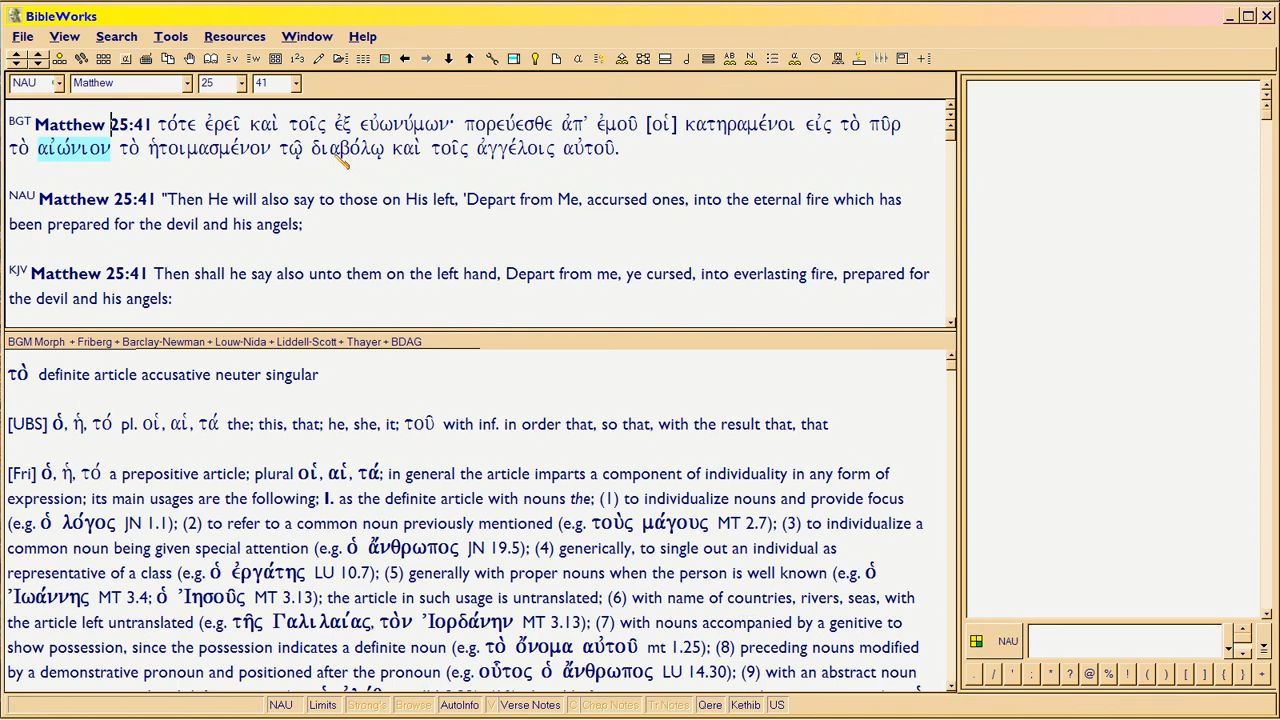 BibleWorks
File View Search Tools Resources Window Help
NAU Matthew 25 41
BGT Matthew 25:41 τότε ἐρεῖ καὶ τοῖς ἐξ εὐωνύμων· πορεύεσθε ἀπ' ἐμοῦ [οἱ] κατηραμένοι εἰς τὸ πῦρ
τὸ αἰώνιον τὸ ἡτοιμασμένον τῷ διαβόλῳ καὶ τοῖς ἀγγέλοις αὐτοῦ.
NAU Matthew 25:41 "Then He will also say to those on His left, 'Depart from Me, accursed ones, into the eternal fire which has
been prepared for the devil and his angels;
KJV Matthew 25:41 Then shall he say also unto them on the left hand, Depart from me, ye cursed, into everlasting fire, prepared for
the devil and his angels:
BGM Morph + Friberg + Barclay-Newman + Louw-Nida + Liddell-Scott + Thayer + BDAG
τὸ definite article accusative neuter singular
[UBS] ὁ, ἡ, τό pl. οἱ, αἱ, τά the; this, that; he, she, it; τοῦ with inf. in order that, so that, with the result that, that
[Fri] ὁ, ἡ, τό a prepositive article; plural οἱ, αἱ, τά; in general the article imparts a component of individuality in any form of
expression; its main usages are the following; I. as the definite article with nouns the; (1) to individualize nouns and provide focus
(e.g. ὁ λόγος JN 1.1); (2) to refer to a common noun previously mentioned (e.g. τοὺς μάγους MT 2.7); (3) to individualize a
common noun being given special attention (e.g. ὁ ἄνθρωπος JN 19.5); (4) generically, to single out an individual as
representative of a class (e.g. ὁ ἐργάτης LU 10.7); (5) generally with proper nouns when the person is well known (e.g. ὁ
Ἰωάννης MT 3.4; ὁ Ἰησοῦς MT 3.13); the article in such usage is untranslated; (6) with name of countries, rivers, seas, with
the article left untranslated (e.g. τῆς Γαλιλαίας, τὸν Ἰορδάνην MT 3.13); (7) with nouns accompanied by a genitive to
show possession, since the possession indicates a definite noun (e.g. τὸ ὄνομα αὐτοῦ mt 1.25); (8) preceding nouns modified
by a demonstrative pronoun and positioned after the pronoun (e.g. οὗτος ὁ ἄνθρωπος LU 14.30); (9) with an abstract noun
NAU
. / ' ; * ? @ % ! ( ) [ ] { } +
NAU Limits Strong's Browse AutoInfo V Verse Notes C Chap Notes Tr Notes Qere Kethib US